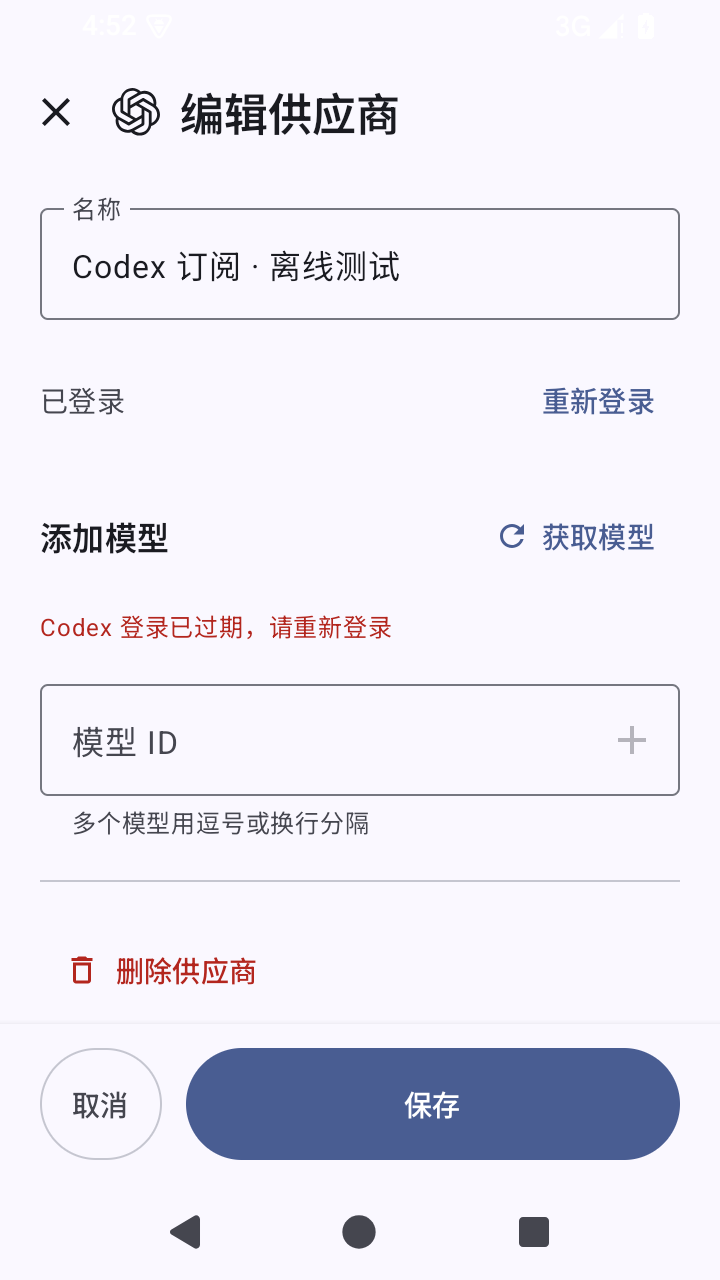 4:52
3G
编辑供应商
名称
Codex 订阅 · 离线测试
已登录
重新登录
添加模型
获取模型
Codex 登录已过期，请重新登录
模型 ID
多个模型用逗号或换行分隔
删除供应商
取消
保存